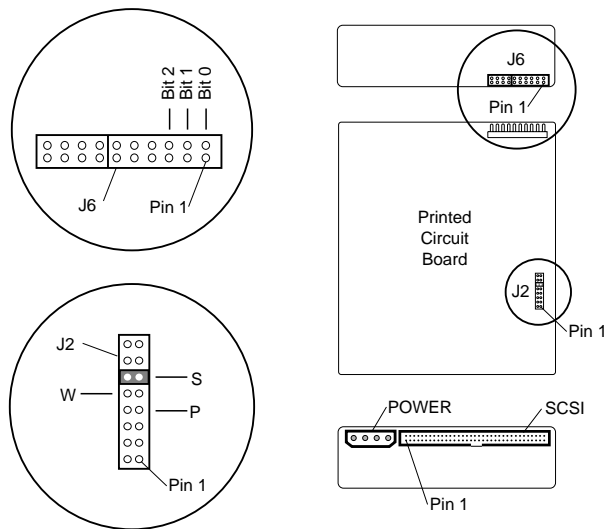 Bit 2
Bit 1
Bit 0
J6
Pin 1
J6
Pin 1
Printed
Circuit
Board
J2
Pin 1
J2
S
W
P
Pin 1
POWER
SCSI
Pin 1